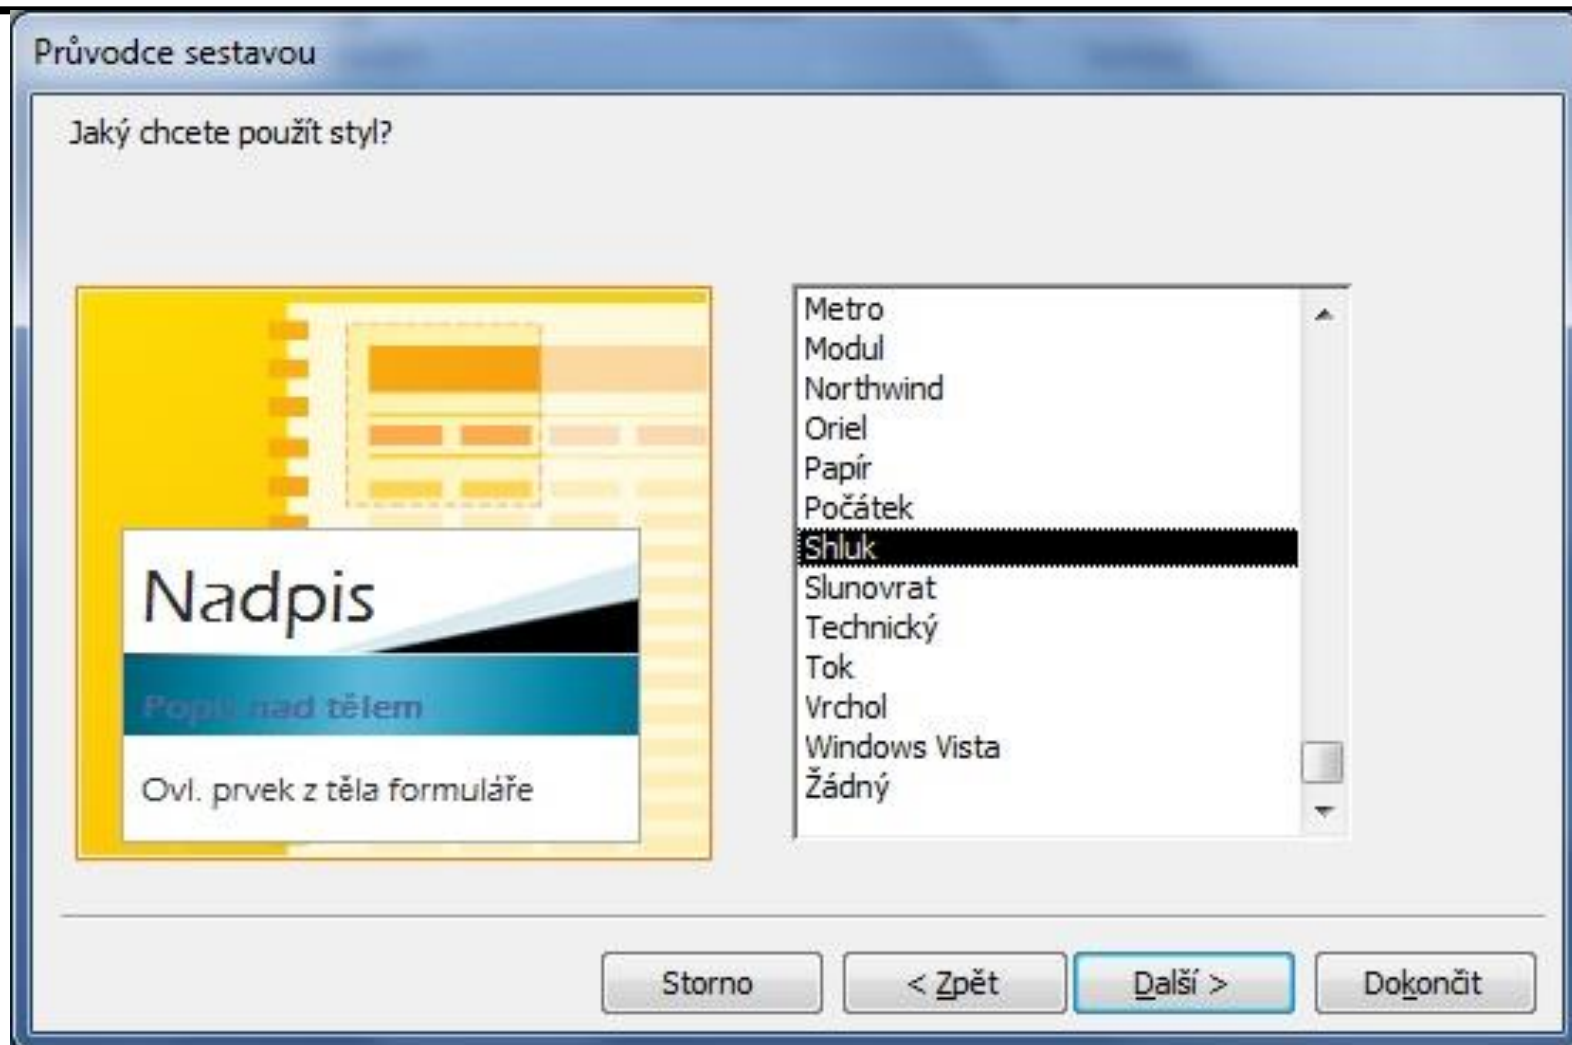 Průvodce sestavou
Jaký chcete použít styl?
Nadpis
Popis nad tělem
Ovl. prvek z těla formuláře
Metro
Modul
Northwind
Oriel
Papír
Počátek
Shluk
Slunovrat
Technický
Tok
Vrchol
Windows Vista
Žádný
Storno
< Zpět
Další >
Dokončit